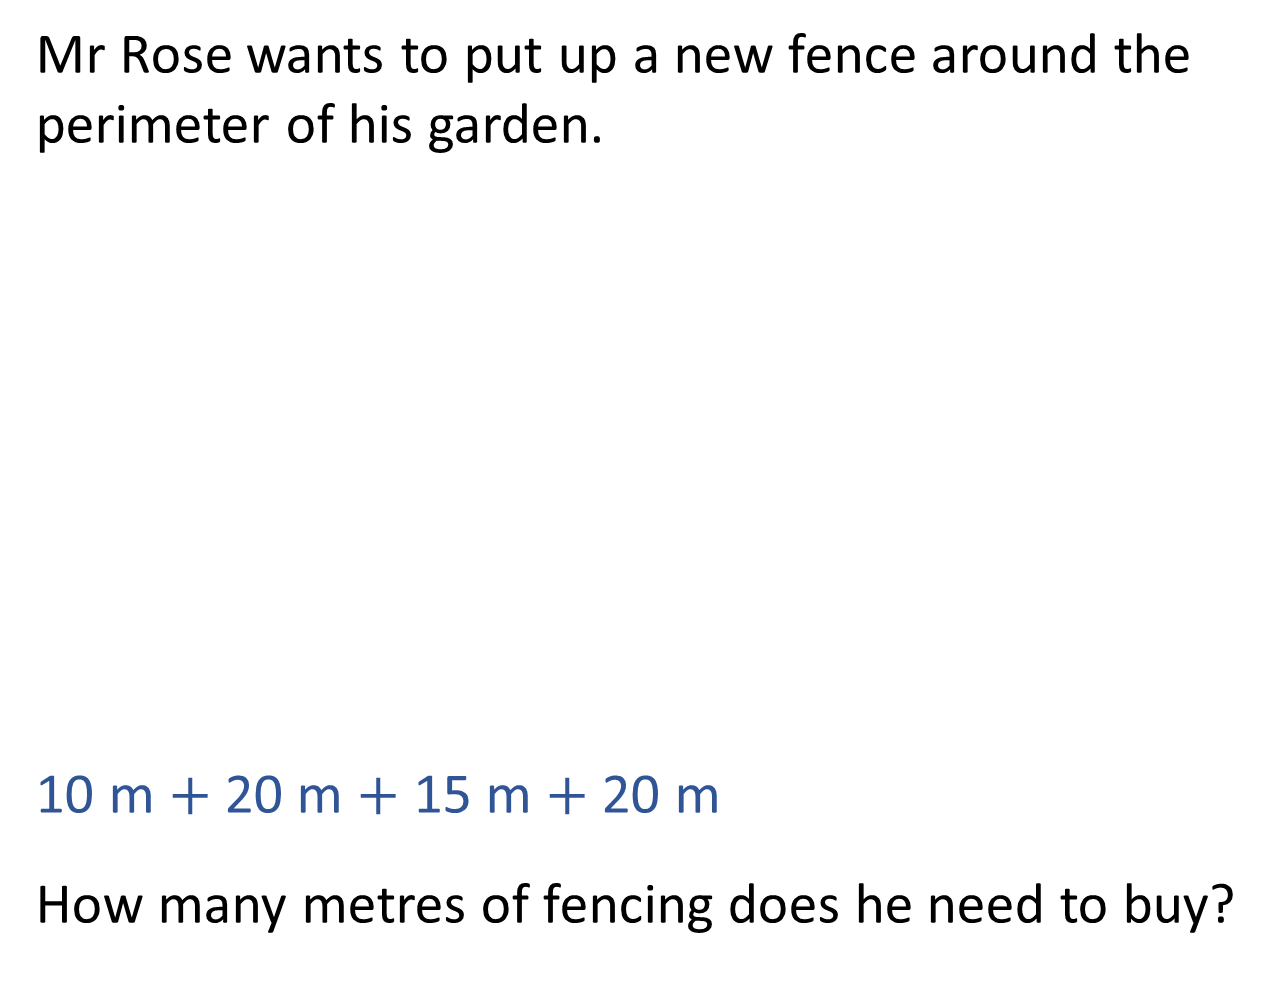 Mr Rose wants to put up a new fence around the
perimeter of his garden.
10 m + 20 m + 15 m + 20 m
How many metres of fencing does he need to buy?